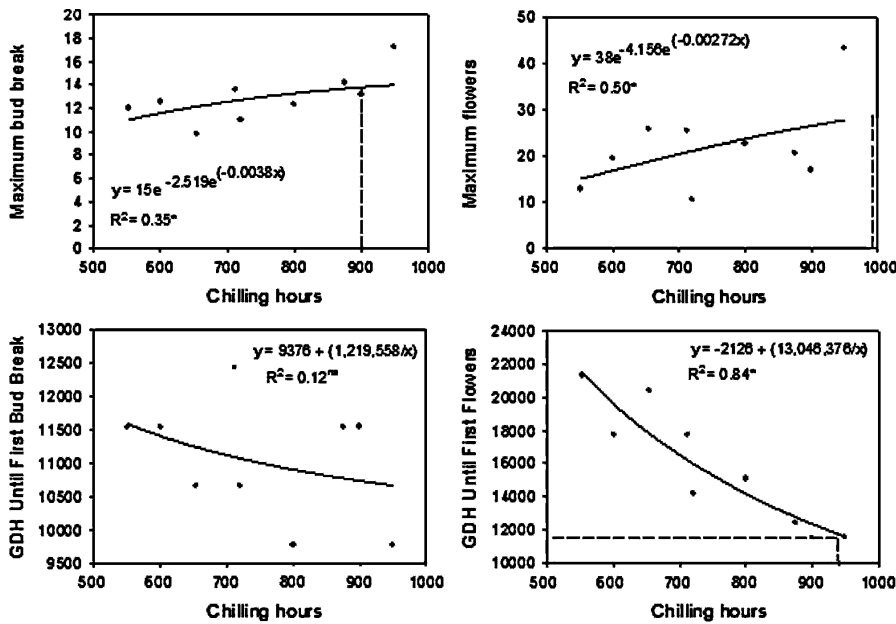 20
18
16
14
12
10
8
6
4
2
0
Maximum bud break
y= 15e^-2.519e^(-0.0038x)
R²= 0.35*
500 600 700 800 900 1000
Chilling hours
50
40
30
20
10
0
Maximum flowers
y= 38e^-4.156e^(-0.00272x)
R²= 0.50*
500 600 700 800 900 1000
Chilling hours
13000
12500
12000
11500
11000
10500
10000
9500
GDH Until First Bud Break
y= 9376 + (1,219,558/x)
R²= 0.12ns
500 600 700 800 900 1000
Chilling hours
24000
22000
20000
18000
16000
14000
12000
10000
GDH Until First Flowers
y= -2126 + (13,046,376/x)
R²= 0.84*
500 600 700 800 900 1000
Chilling hours